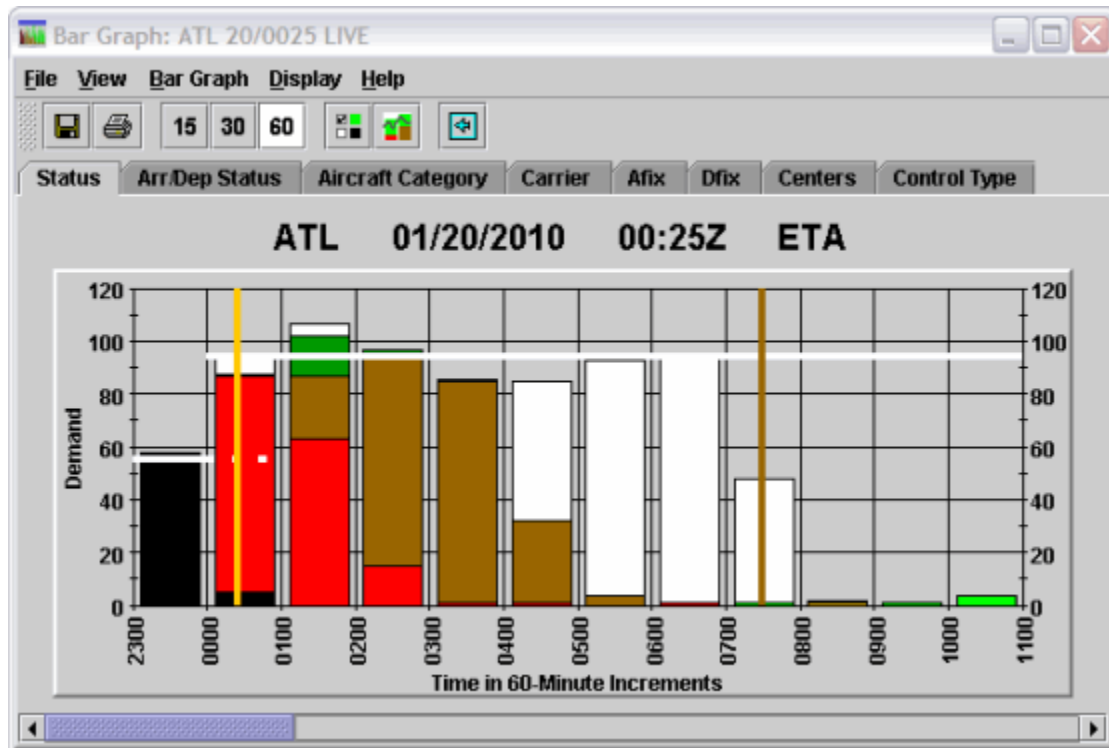 Bar Graph: ATL 20/0025 LIVE
File View Bar Graph Display Help
15 30 60
Status Arr/Dep Status Aircraft Category Carrier Afix Dfix Centers Control Type
ATL 01/20/2010 00:25Z ETA
120 120
100 100
80 80
60 60
40 40
20 20
0 0
Demand
2300 0000 0100 0200 0300 0400 0500 0600 0700 0800 0900 1000 1100
Time in 60-Minute Increments